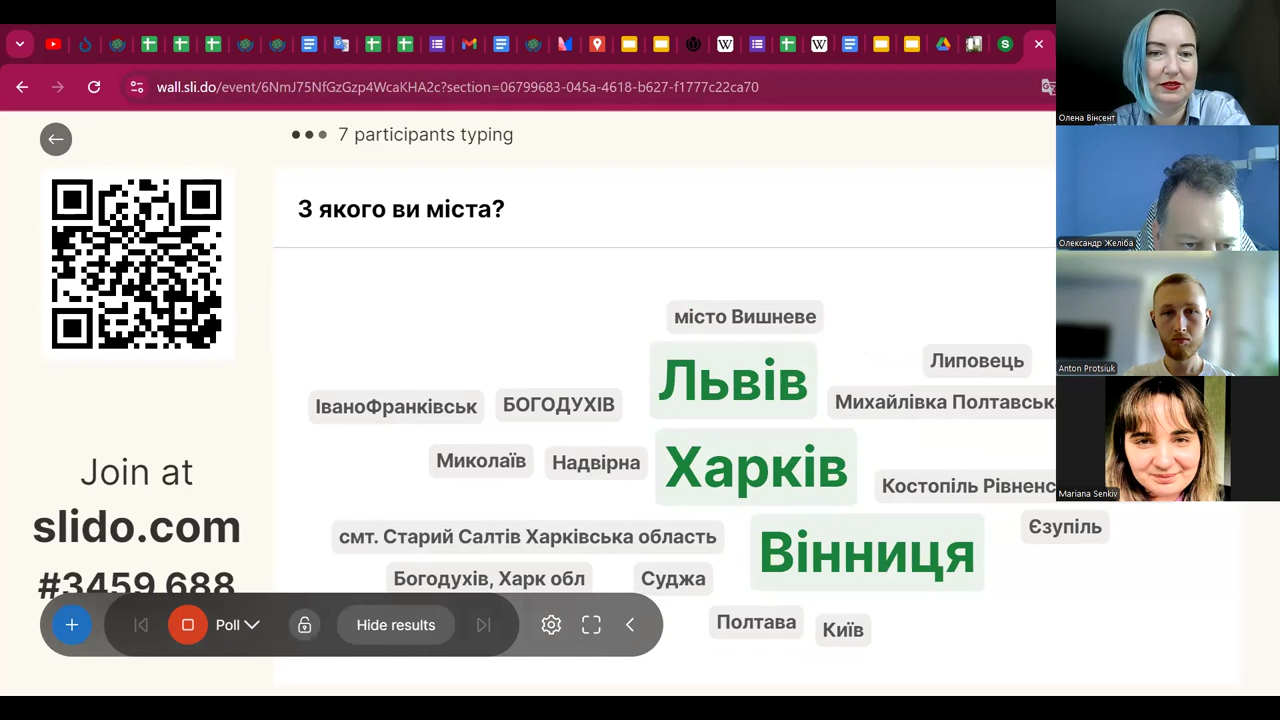 wall.sli.do/event/6NmJ75NfGzGzp4WcaKHA2c?section=06799683-045a-4618-b627-f1777c22ca70
7 participants typing
З якого ви міста?
місто Вишневе
Львів
Липовець
ІваноФранківськ
БОГОДУХІВ
Михайлівка Полтавська
Миколаїв
Надвірна
Харків
Костопіль Рівненс
Єзупіль
смт. Старий Салтів Харківська область
Вінниця
Богодухів, Харк обл
Суджа
Полтава
Київ
Join at
slido.com
#3459 688
Poll
Hide results
Олена Вінсент
Олександр Желіба
Anton Protsiuk
Mariana Senkiv